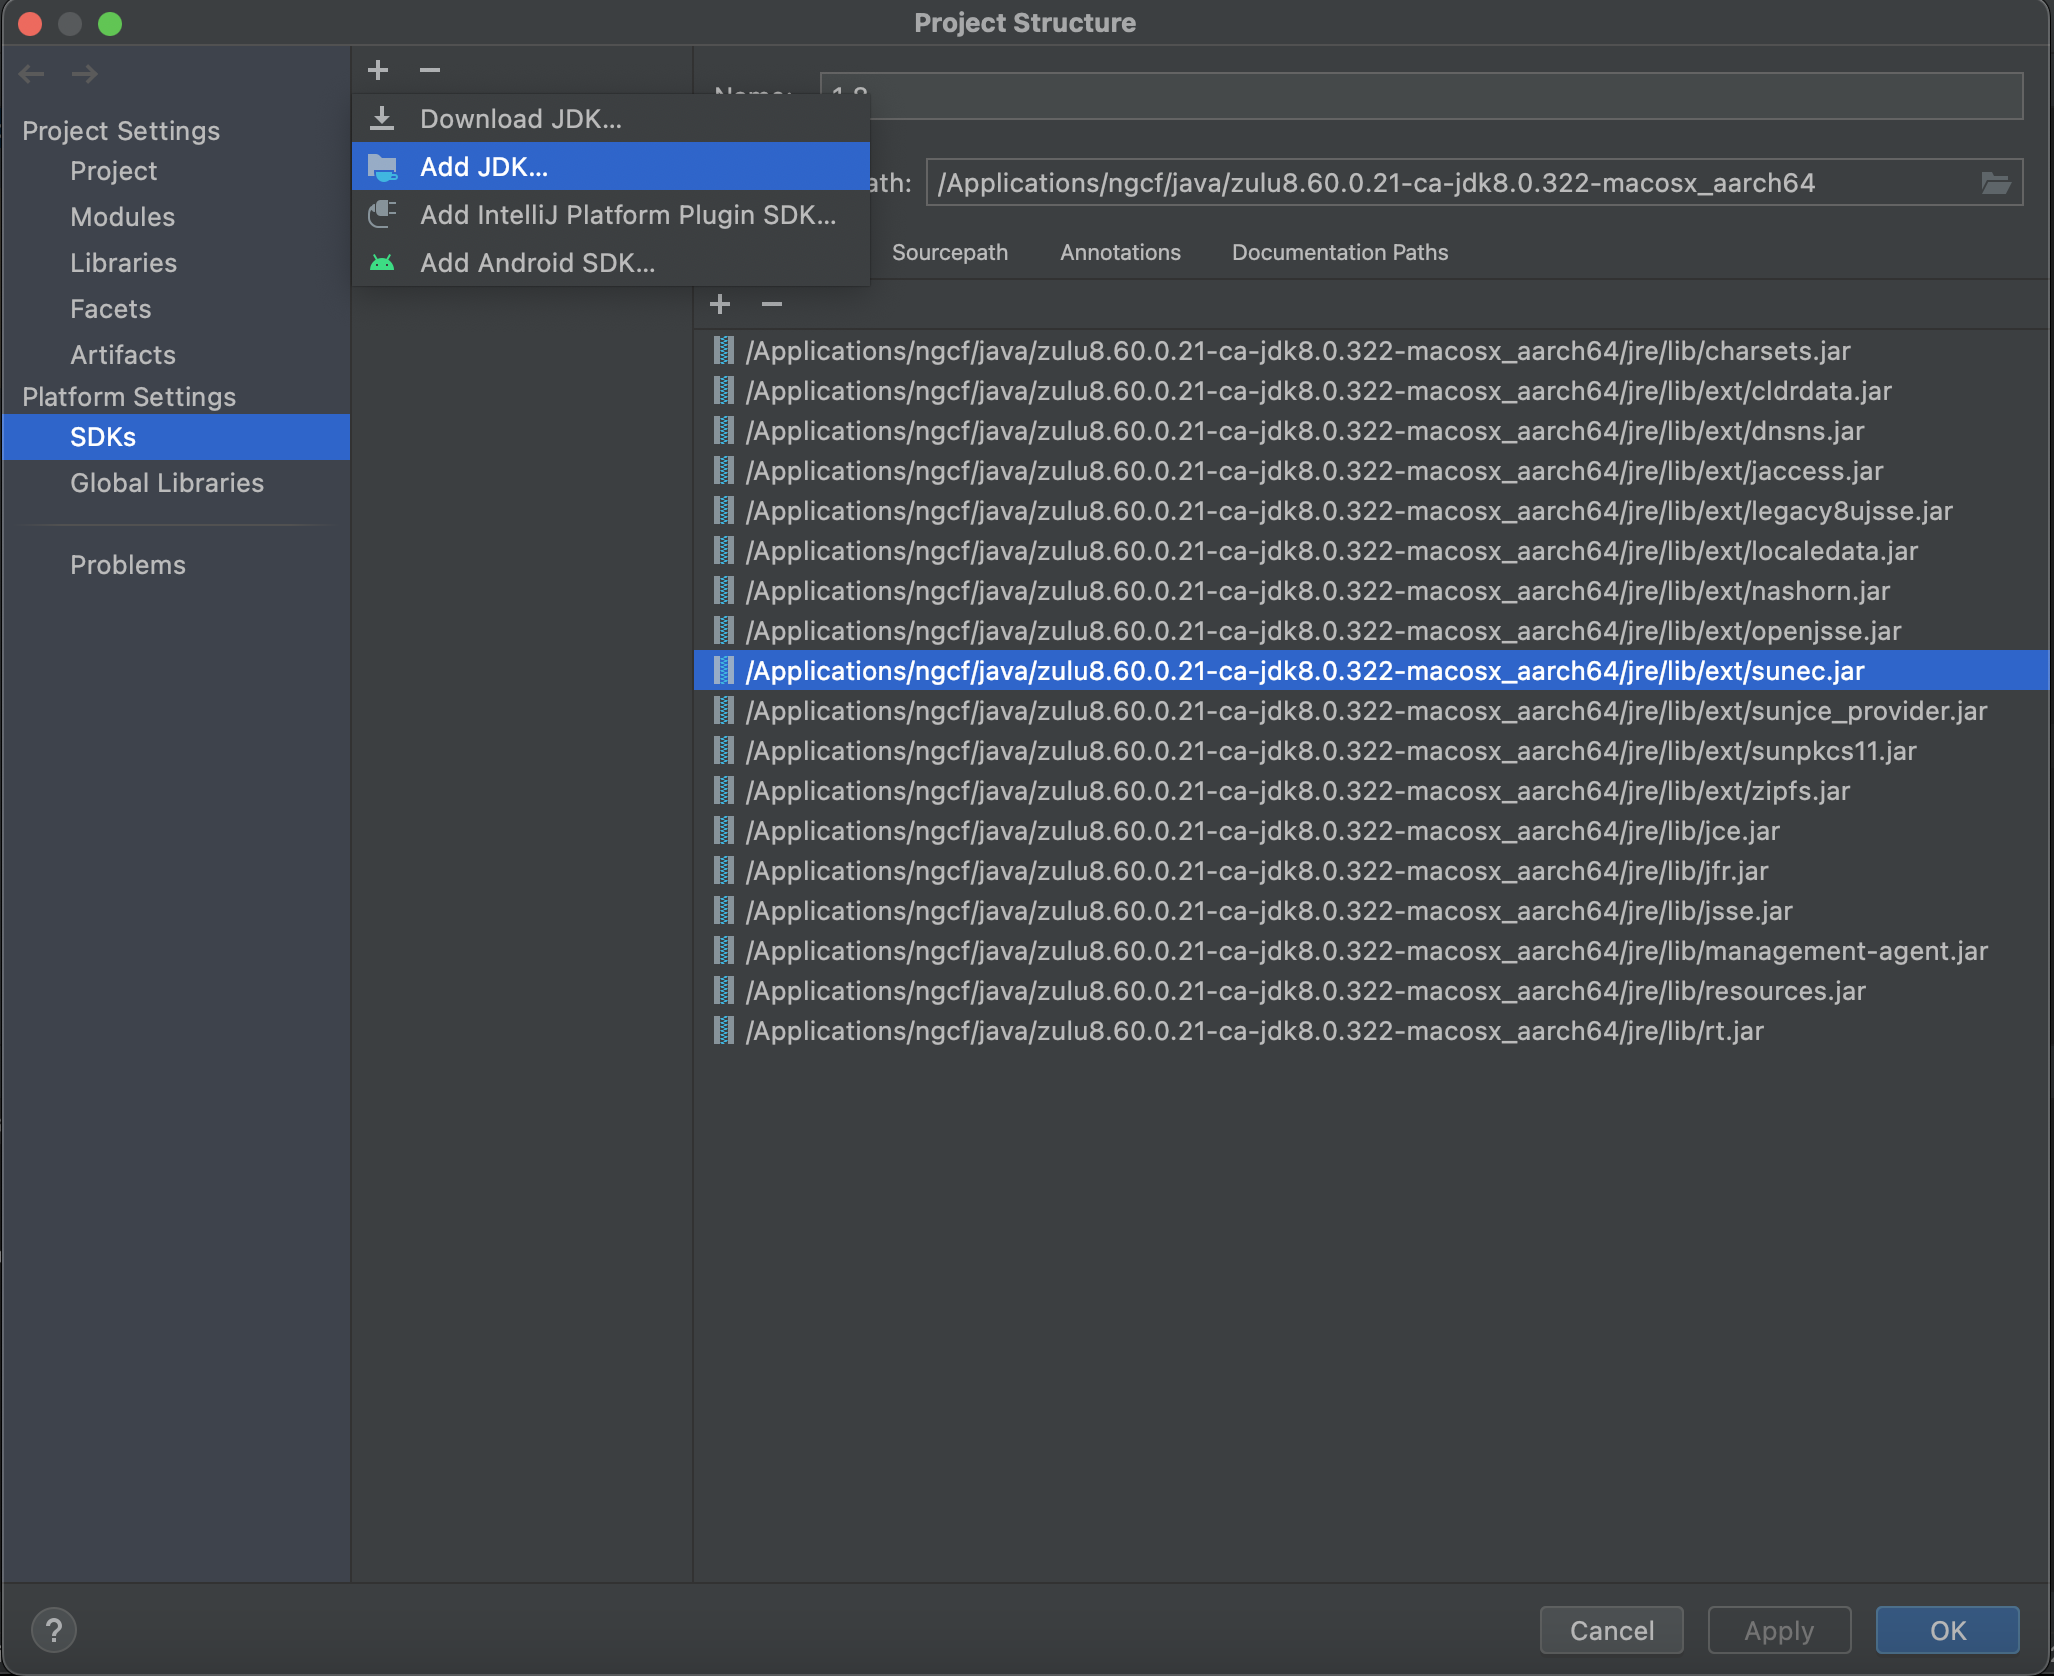 Project Structure
Project Settings
Project
Modules
Libraries
Facets
Artifacts
Platform Settings
SDKs
Global Libraries
Problems
Download JDK...
Add JDK...
Add IntelliJ Platform Plugin SDK...
Add Android SDK...
Name:
1.8
ath:
/Applications/ngcf/java/zulu8.60.0.21-ca-jdk8.0.322-macosx_aarch64
Sourcepath
Annotations
Documentation Paths
/Applications/ngcf/java/zulu8.60.0.21-ca-jdk8.0.322-macosx_aarch64/jre/lib/charsets.jar
/Applications/ngcf/java/zulu8.60.0.21-ca-jdk8.0.322-macosx_aarch64/jre/lib/ext/cldrdata.jar
/Applications/ngcf/java/zulu8.60.0.21-ca-jdk8.0.322-macosx_aarch64/jre/lib/ext/dnsns.jar
/Applications/ngcf/java/zulu8.60.0.21-ca-jdk8.0.322-macosx_aarch64/jre/lib/ext/jaccess.jar
/Applications/ngcf/java/zulu8.60.0.21-ca-jdk8.0.322-macosx_aarch64/jre/lib/ext/legacy8ujsse.jar
/Applications/ngcf/java/zulu8.60.0.21-ca-jdk8.0.322-macosx_aarch64/jre/lib/ext/localedata.jar
/Applications/ngcf/java/zulu8.60.0.21-ca-jdk8.0.322-macosx_aarch64/jre/lib/ext/nashorn.jar
/Applications/ngcf/java/zulu8.60.0.21-ca-jdk8.0.322-macosx_aarch64/jre/lib/ext/openjsse.jar
/Applications/ngcf/java/zulu8.60.0.21-ca-jdk8.0.322-macosx_aarch64/jre/lib/ext/sunec.jar
/Applications/ngcf/java/zulu8.60.0.21-ca-jdk8.0.322-macosx_aarch64/jre/lib/ext/sunjce_provider.jar
/Applications/ngcf/java/zulu8.60.0.21-ca-jdk8.0.322-macosx_aarch64/jre/lib/ext/sunpkcs11.jar
/Applications/ngcf/java/zulu8.60.0.21-ca-jdk8.0.322-macosx_aarch64/jre/lib/ext/zipfs.jar
/Applications/ngcf/java/zulu8.60.0.21-ca-jdk8.0.322-macosx_aarch64/jre/lib/jce.jar
/Applications/ngcf/java/zulu8.60.0.21-ca-jdk8.0.322-macosx_aarch64/jre/lib/jfr.jar
/Applications/ngcf/java/zulu8.60.0.21-ca-jdk8.0.322-macosx_aarch64/jre/lib/jsse.jar
/Applications/ngcf/java/zulu8.60.0.21-ca-jdk8.0.322-macosx_aarch64/jre/lib/management-agent.jar
/Applications/ngcf/java/zulu8.60.0.21-ca-jdk8.0.322-macosx_aarch64/jre/lib/resources.jar
/Applications/ngcf/java/zulu8.60.0.21-ca-jdk8.0.322-macosx_aarch64/jre/lib/rt.jar
?
Cancel
Apply
OK